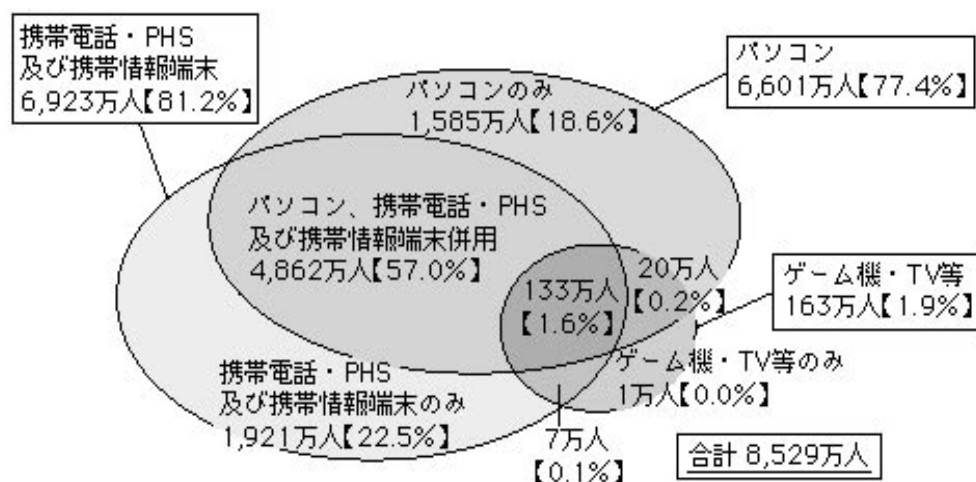 携帯電話・PHS
及び携帯情報端末
6,923万人【81.2%】
パソコン
6,601万人【77.4%】
パソコンのみ
1,585万人【18.6%】
パソコン、携帯電話・PHS
及び携帯情報端末併用
4,862万人【57.0%】
133万人
【1.6%】
20万人
【0.2%】
ゲーム機・TV等
163万人【1.9%】
ゲーム機・TV等のみ
1万人【0.0%】
携帯電話・PHS
及び携帯情報端末のみ
1,921万人【22.5%】
7万人
【0.1%】
合計 8,529万人